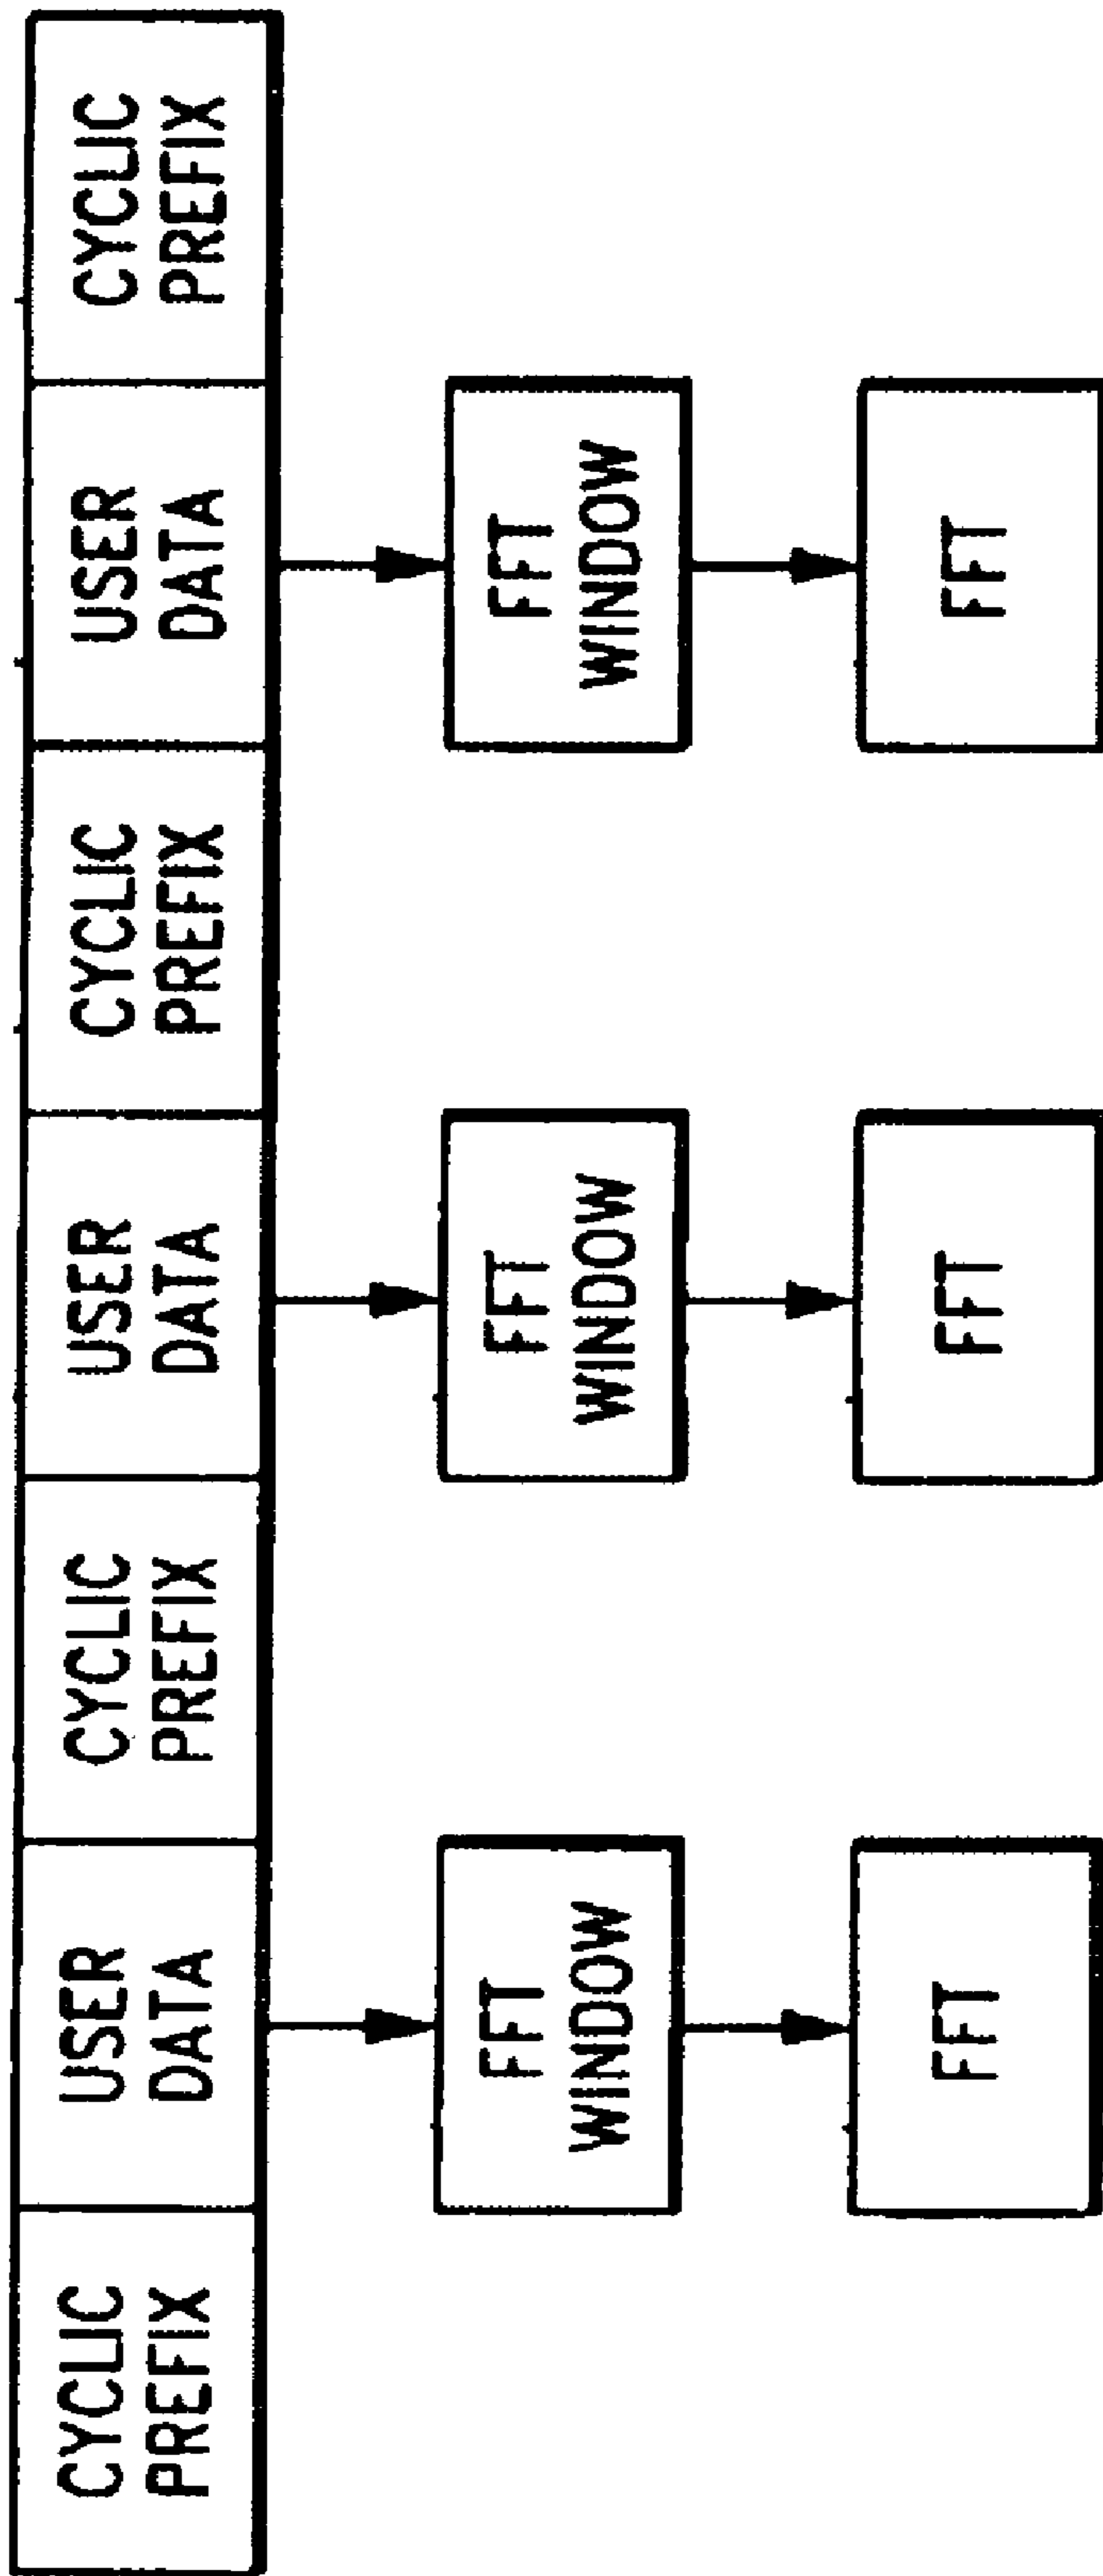 CYCLIC
PREFIX
USER
DATA
CYCLIC
PREFIX
USER
DATA
CYCLIC
PREFIX
USER
DATA
CYCLIC
PREFIX
FFT
WINDOW
FFT
WINDOW
FFT
WINDOW
FFT
FFT
FFT